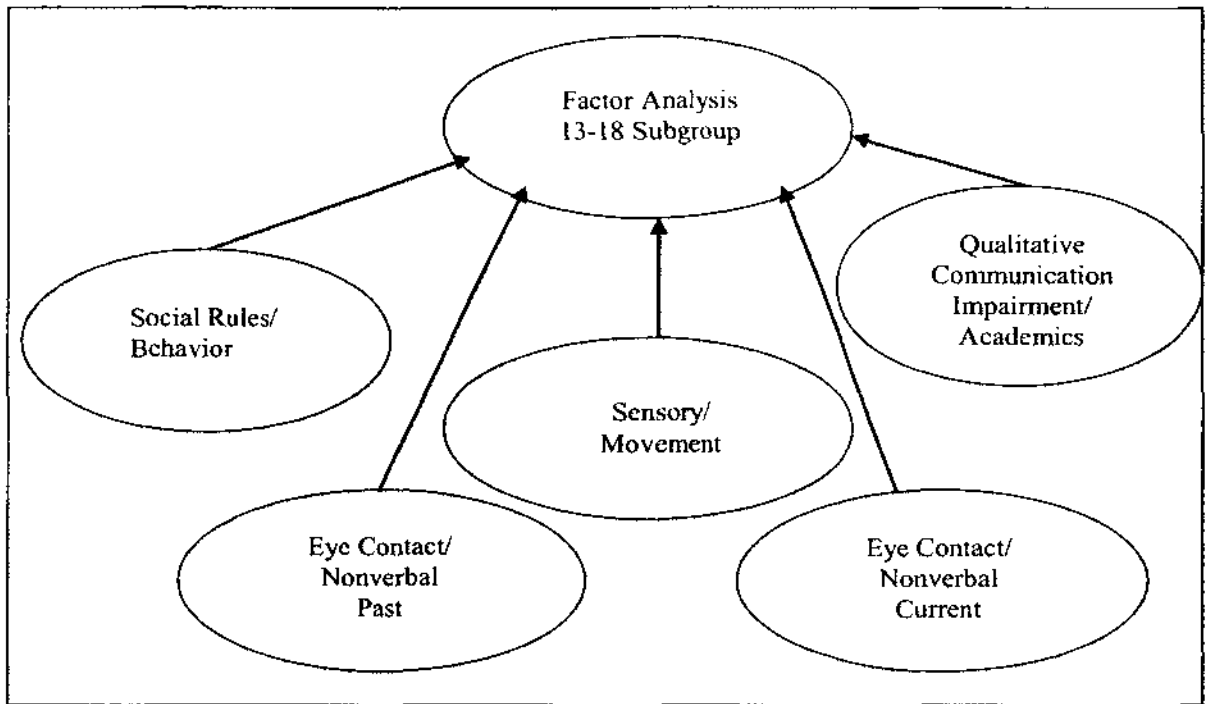 Factor Analysis
13-18 Subgroup
Social Rules/
Behavior
Qualitative
Communication
Impairment/
Academics
Sensory/
Movement
Eye Contact/
Nonverbal
Past
Eye Contact/
Nonverbal
Current